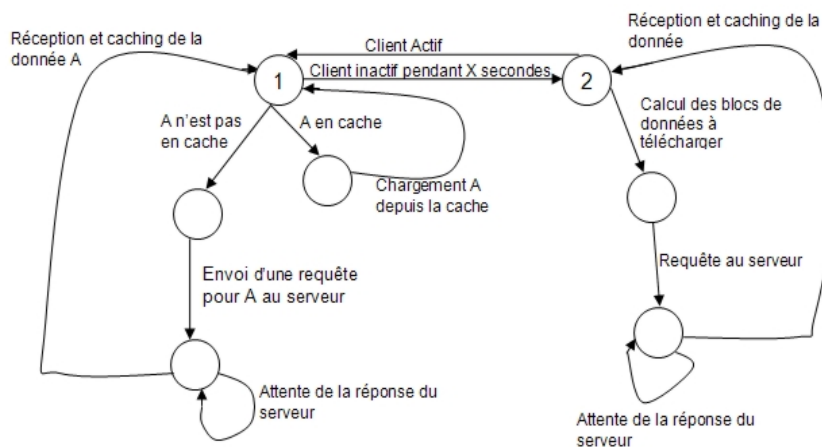 Réception et caching de la
donnée A
Client Actif
Réception et caching de la
donnée
1
Client inactif pendant X secondes
2
A n'est pas
en cache
A en cache
Calcul des blocs de
données à
télécharger
Chargement A
depuis la cache
Envoi d'une requête
pour A au serveur
Requête au serveur
Attente de la réponse du
serveur
Attente de la réponse du
serveur